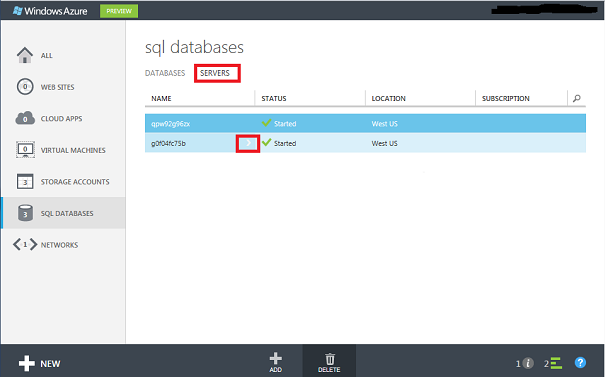 Windows Azure PREVIEW
ALL
0 WEB SITES
0 CLOUD APPS
0 VIRTUAL MACHINES
3 STORAGE ACCOUNTS
3 SQL DATABASES
1 NETWORKS
sql databases
DATABASES SERVERS
NAME STATUS LOCATION SUBSCRIPTION
qpw92g96zx Started West US
g0f04fc75b Started West US
NEW ADD DELETE 1 i 2 ?